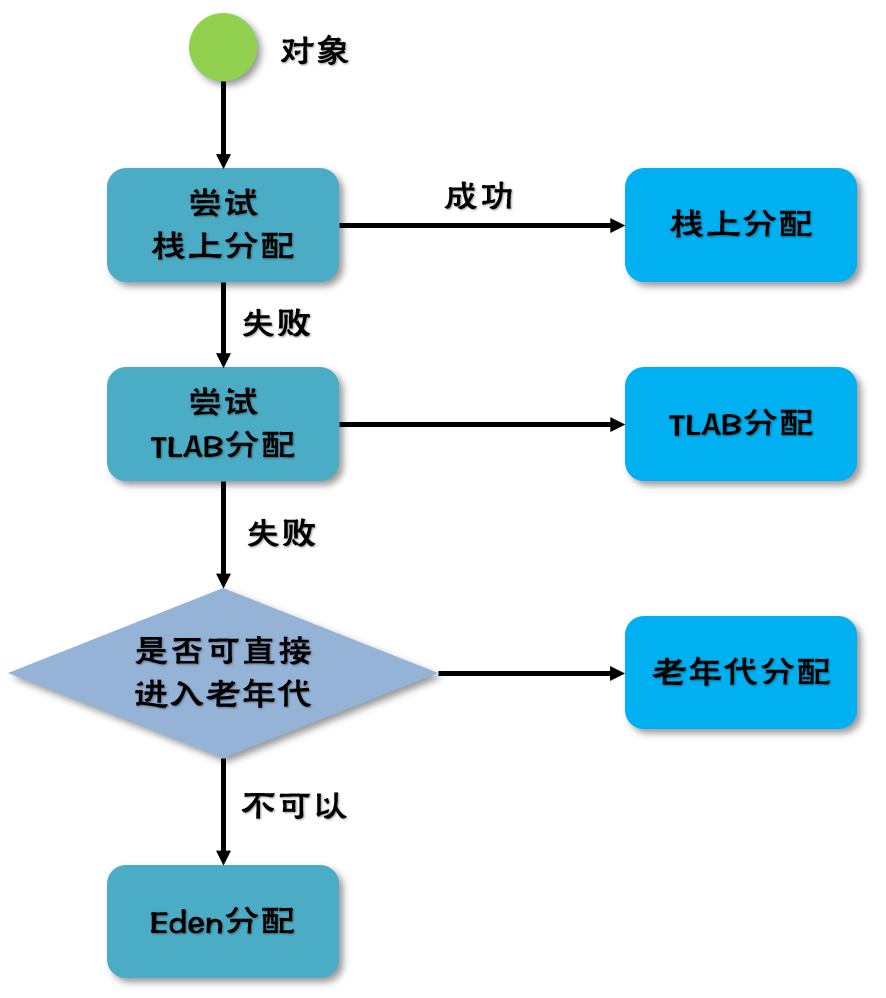 对象
尝试
栈上分配
成功
栈上分配
失败
尝试
TLAB分配
TLAB分配
失败
是否可直接
进入老年代
老年代分配
不可以
Eden分配